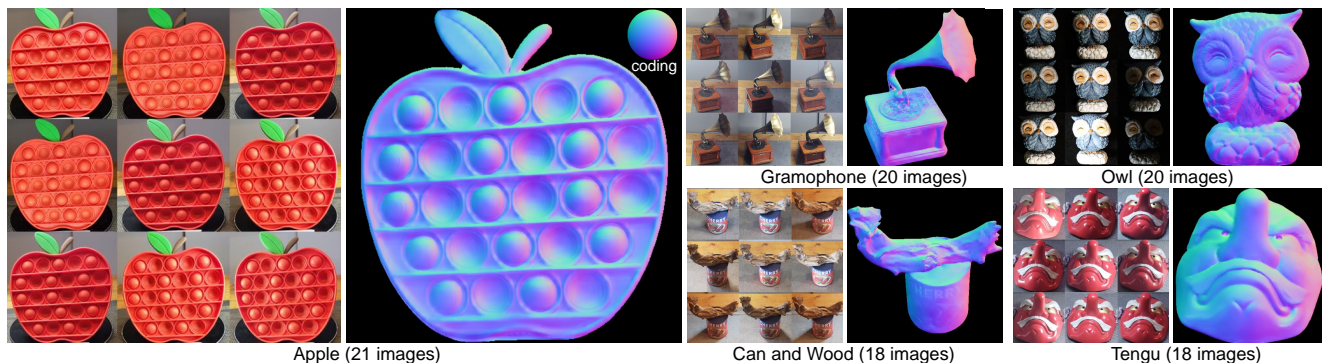 coding
Apple (21 images)
Gramophone (20 images)
Owl (20 images)
Can and Wood (18 images)
Tengu (18 images)